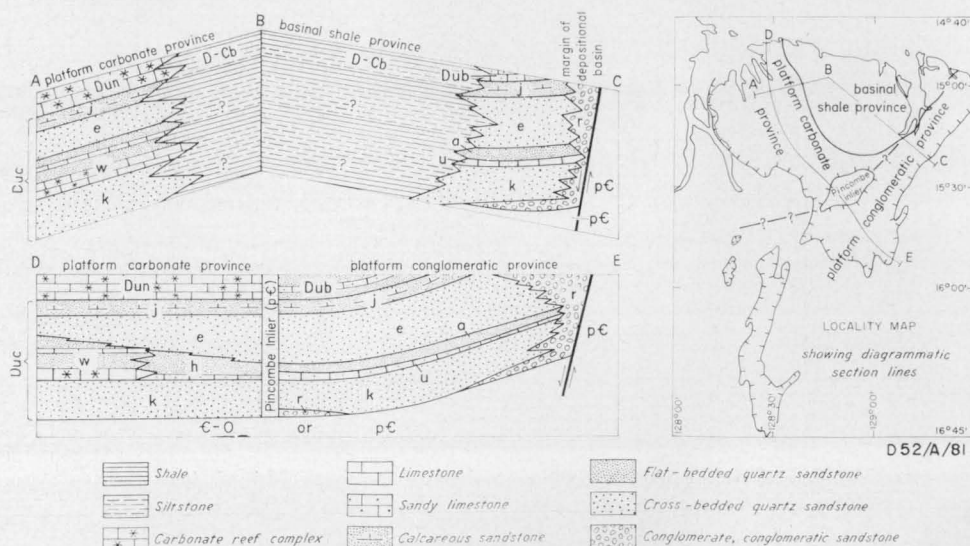 B
A platform carbonate province
basinal shale province
margin of
depositional
basin
C
D-Cb
D-Cb
Dun
Dub
j
-?-
-?-
e
e
r
a
u
?
?
w
k
k
pЄ
pЄ
Duc
D platform carbonate province
platform conglomeratic province E
Dun
Dub
j
j
r
e
e
a
pЄ
w
h
u
k
k
r
Duc
Pincombe Inlier (pЄ)
Є-O or pЄ
14°40'
15°00'
15°30'
16°00'
16°45'
128°00'
128°30'
129°00'
D
A
B
C
E
platform carbonate
province
basinal
shale province
platform conglomeratic province
Pincombe
Inlier
?
?
?
LOCALITY MAP
showing diagrammatic
section lines
D52/A/81
Shale
Limestone
Flat-bedded quartz sandstone
Siltstone
Sandy limestone
Cross-bedded quartz sandstone
Carbonate reef complex
Calcareous sandstone
Conglomerate, conglomeratic sandstone